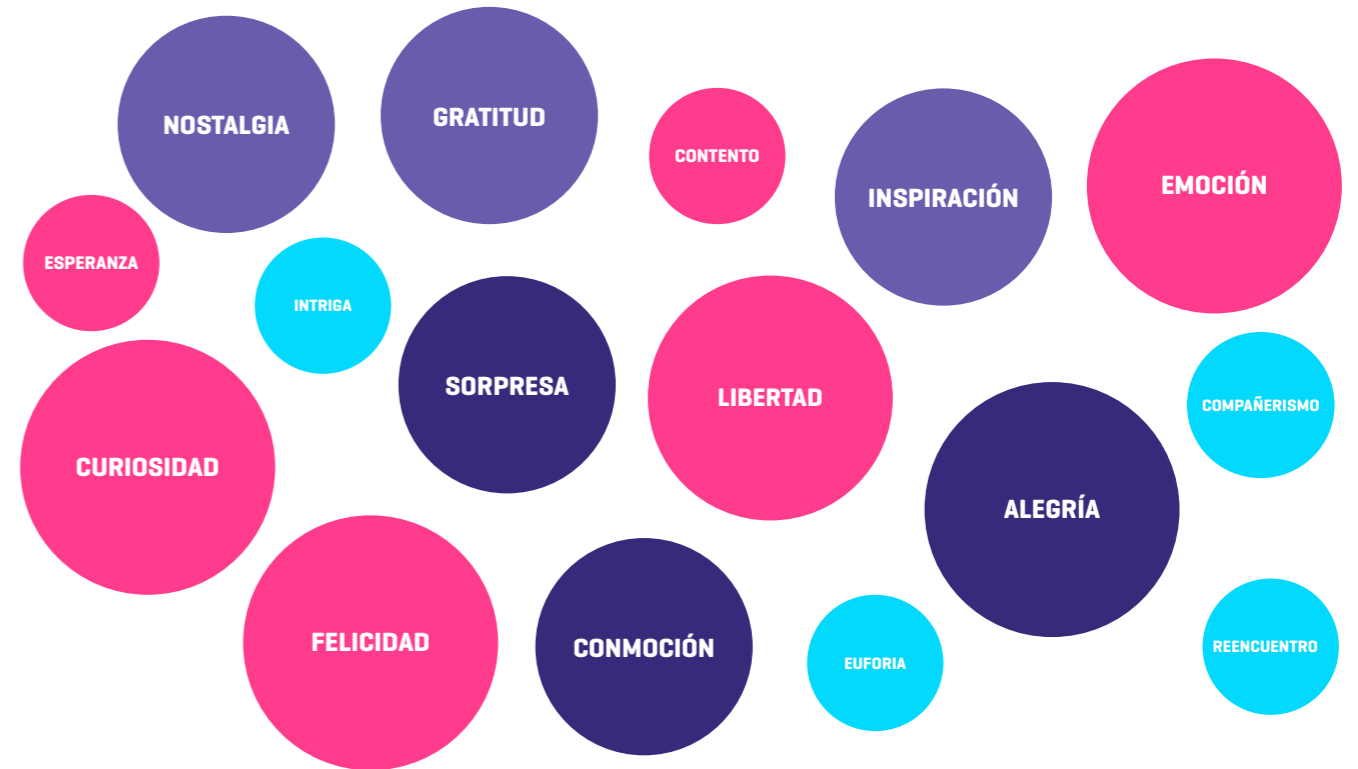 NOSTALGIA
GRATITUD
CONTENTO
INSPIRACIÓN
EMOCIÓN
ESPERANZA
INTRIGA
SORPRESA
LIBERTAD
COMPAÑERISMO
CURIOSIDAD
ALEGRÍA
FELICIDAD
CONMOCIÓN
EUFORIA
REENCUENTRO